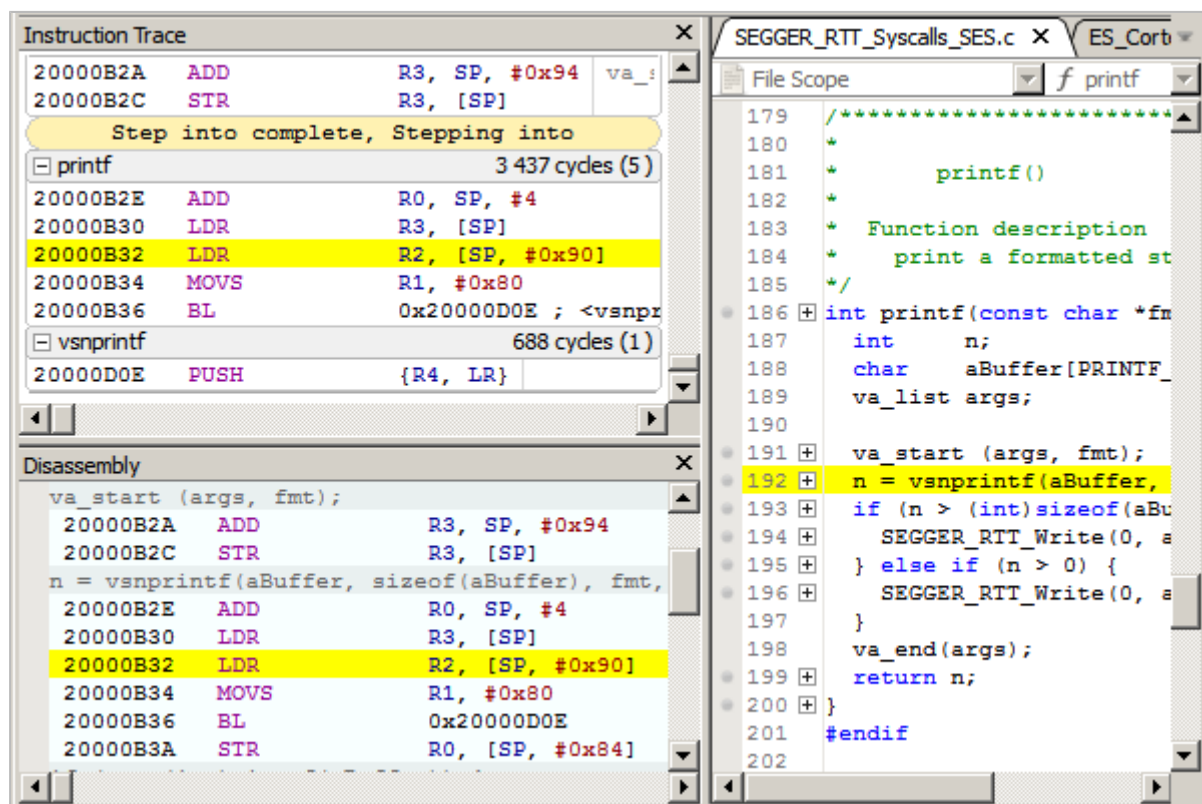 Instruction Trace
20000B2A ADD R3, SP, #0x94
20000B2C STR R3, [SP]
Step into complete, Stepping into
printf 3 437 cycles (5)
20000B2E ADD R0, SP, #4
20000B30 LDR R3, [SP]
20000B32 LDR R2, [SP, #0x90]
20000B34 MOVS R1, #0x80
20000B36 BL 0x20000D0E ; <vsnpr
vsnprintf 688 cycles (1)
20000D0E PUSH {R4, LR}
Disassembly
va_start (args, fmt);
20000B2A ADD R3, SP, #0x94
20000B2C STR R3, [SP]
n = vsnprintf(aBuffer, sizeof(aBuffer), fmt,
20000B2E ADD R0, SP, #4
20000B30 LDR R3, [SP]
20000B32 LDR R2, [SP, #0x90]
20000B34 MOVS R1, #0x80
20000B36 BL 0x20000D0E
20000B3A STR R0, [SP, #0x84]
SEGGER_RTT_Syscalls_SES.c X ES_Corte
File Scope f printf
179 /*************************
180 *
181 * printf()
182 *
183 * Function description
184 * print a formatted st
185 */
186 int printf(const char *fm
187 int n;
188 char aBuffer[PRINTF_
189 va_list args;
190
191 va_start (args, fmt);
192 n = vsnprintf(aBuffer,
193 if (n > (int)sizeof(aBu
194 SEGGER_RTT_Write(0, a
195 } else if (n > 0) {
196 SEGGER_RTT_Write(0, a
197 }
198 va_end(args);
199 return n;
200 }
201 #endif
202